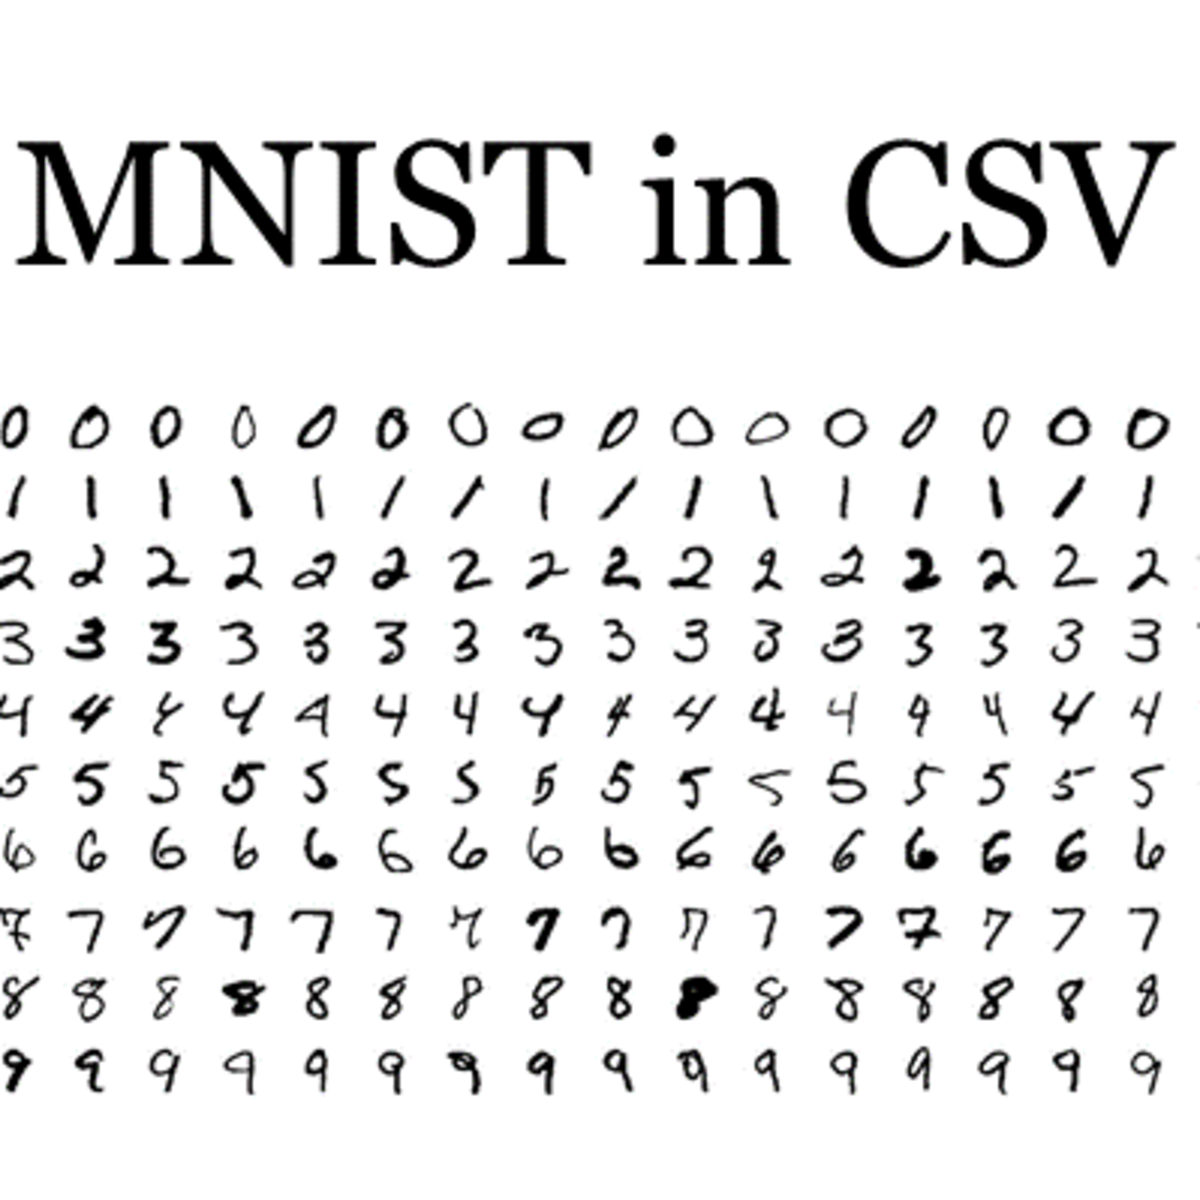 MNIST in CSV
0 0 0 0 0 0 0 0 0 0 0 0 0 0 0 0
1 1 1 1 1 1 1 1 1 1 1 1 1 1 1 1
2 2 2 2 2 2 2 2 2 2 2 2 2 2 2 2
3 3 3 3 3 3 3 3 3 3 3 3 3 3 3 3
4 4 4 4 4 4 4 4 4 4 4 4 4 4 4 4
5 5 5 5 5 5 5 5 5 5 5 5 5 5 5 5
6 6 6 6 6 6 6 6 6 6 6 6 6 6 6 6
7 7 7 7 7 7 7 7 7 7 7 7 7 7 7 7
8 8 8 8 8 8 8 8 8 8 8 8 8 8 8 8
9 9 9 9 9 9 9 9 9 9 9 9 9 9 9 9